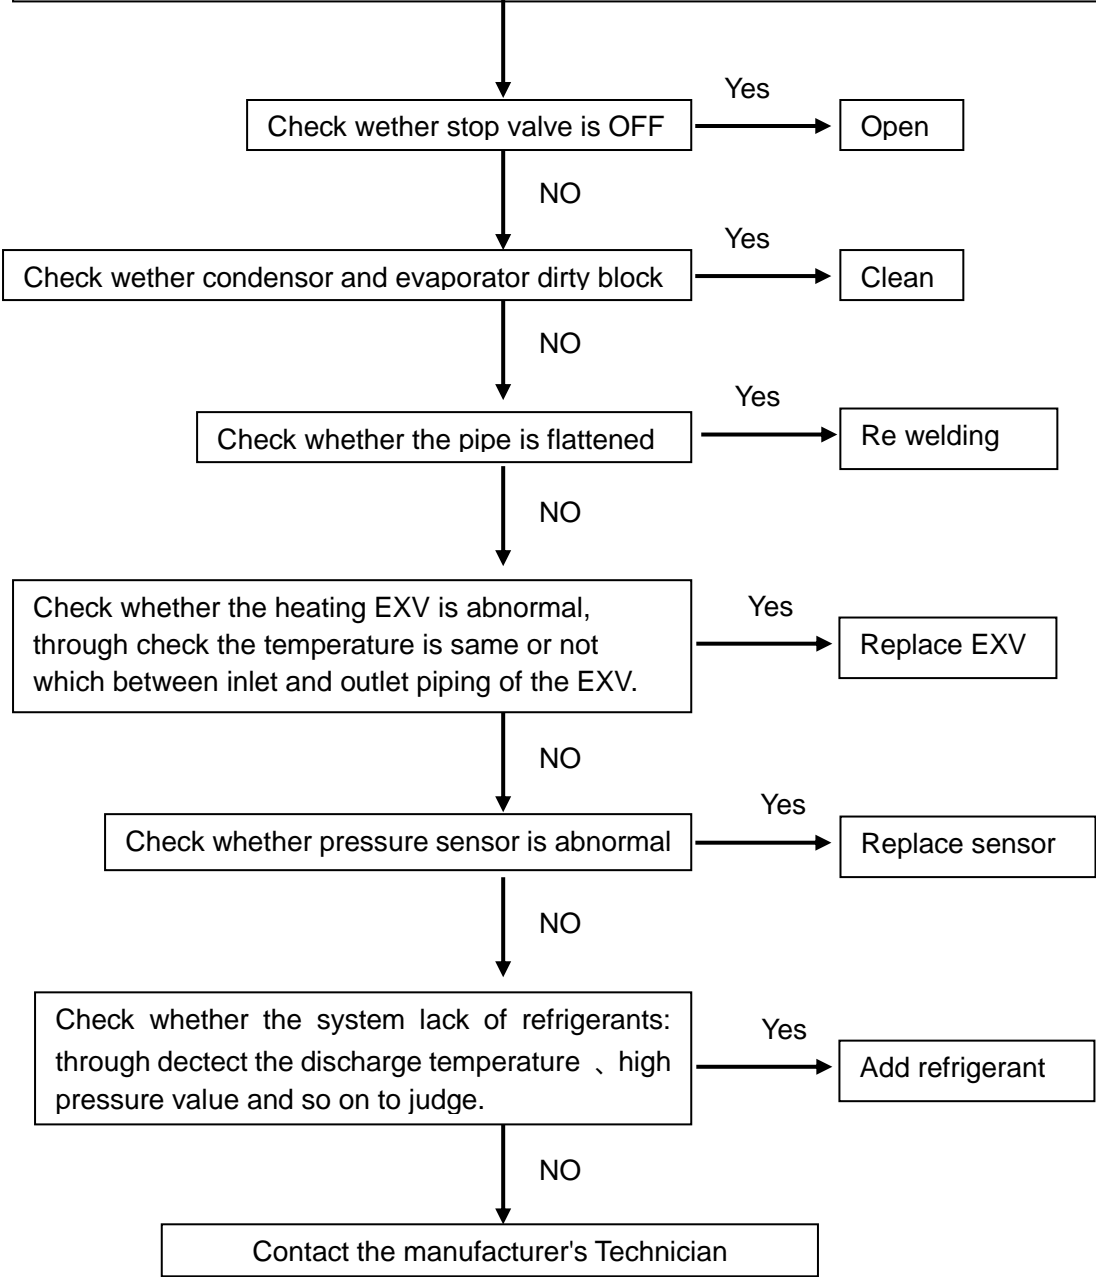 Yes
Check wether stop valve is OFF
Open
NO
Yes
Check wether condensor and evaporator dirty block
Clean
NO
Yes
Check whether the pipe is flattened
Re welding
NO
Check whether the heating EXV is abnormal,
through check the temperature is same or not
which between inlet and outlet piping of the EXV.
Yes
Replace EXV
NO
Yes
Check whether pressure sensor is abnormal
Replace sensor
NO
Check whether the system lack of refrigerants:
through dectect the discharge temperature 、high
pressure value and so on to judge.
Yes
Add refrigerant
NO
Contact the manufacturer's Technician